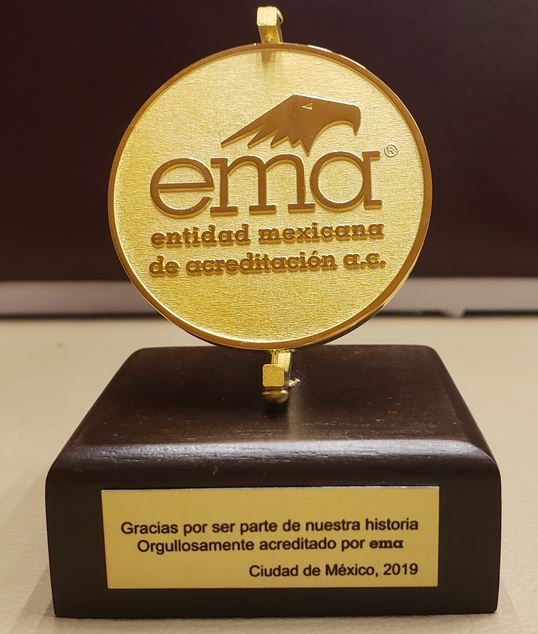 ema®
entidad mexicana
de acreditación a.c.
Gracias por ser parte de nuestra historia
Orgullosamente acreditado por ema
Ciudad de México, 2019